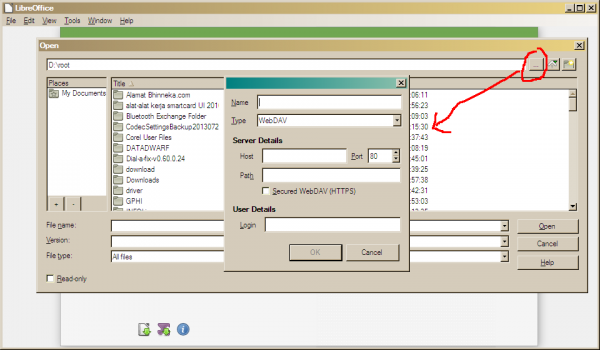 LibreOffice
File Edit View Tools Window Help
Open
D:\root
...
Places
Title
My Documents
Alamat Bhinneka.com
:06:11
alat-alat kerja smartcard UI 201
:56:23
Bluetooth Exchange Folder
:09:03
CodecSettingsBackup2013072
:15:30
Corel User Files
:37:43
DATADWARF
:08:19
Dial-a-fix-v0.60.0.24
:45:01
download
:39:25
Downloads
:57:38
driver
:42:31
GPHI
:53:03
Name
Type WebDAV
Server Details
Host Port 80
Path
Secured WebDAV (HTTPS)
User Details
Login
OK Cancel
+ -
File name:
Open
Version:
Cancel
File type: All files
Help
Read-only